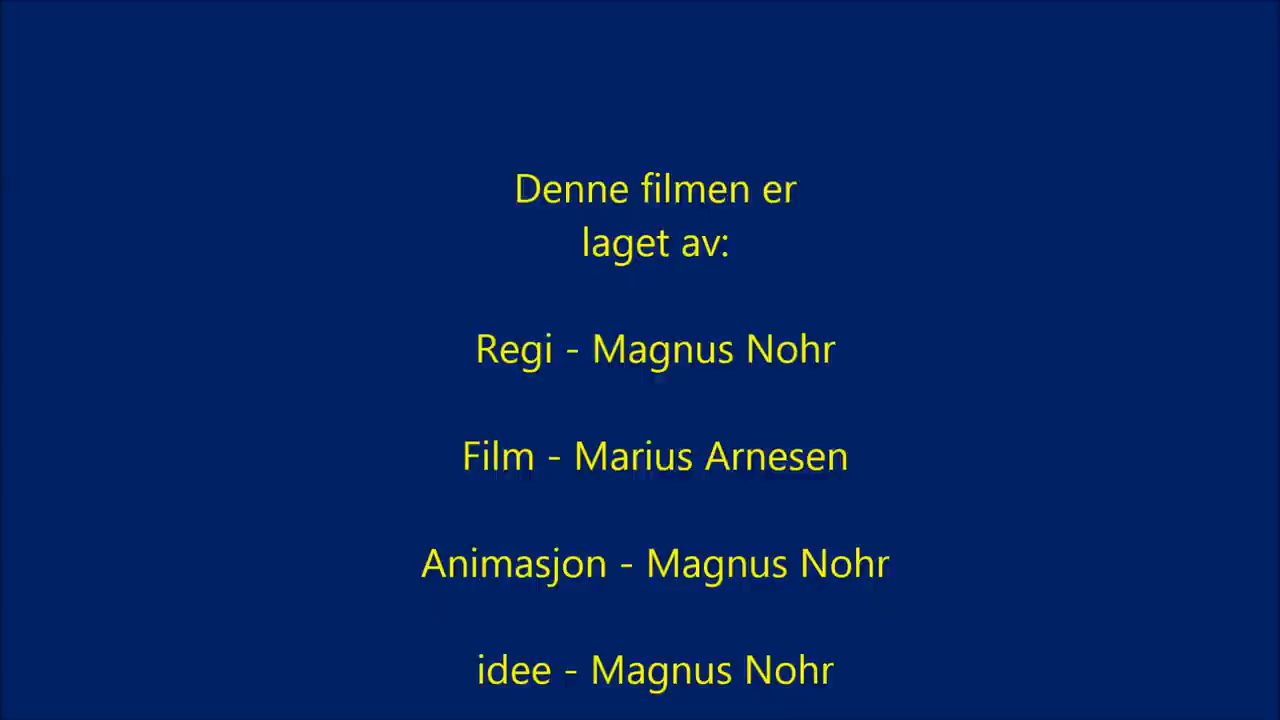 Denne filmen er
laget av:
Regi - Magnus Nohr
Film - Marius Arnesen
Animasjon - Magnus Nohr
idee - Magnus Nohr